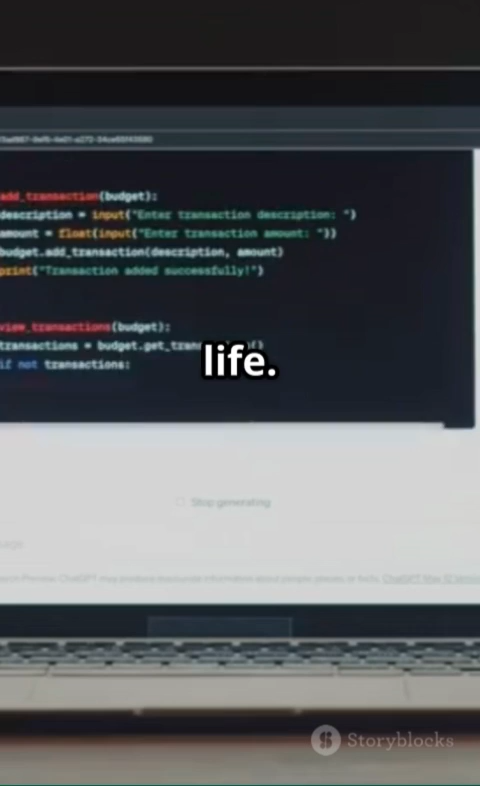 add_transaction(budget):
description = input("Enter transaction description: ")
amount = float(input("Enter transaction amount: "))
budget.add_transaction(description, amount)
print("Transaction added successfully!")
view_transactions(budget):
transactions = budget.get_tran
life.
if not transactions:
Stop generating
Storyblocks